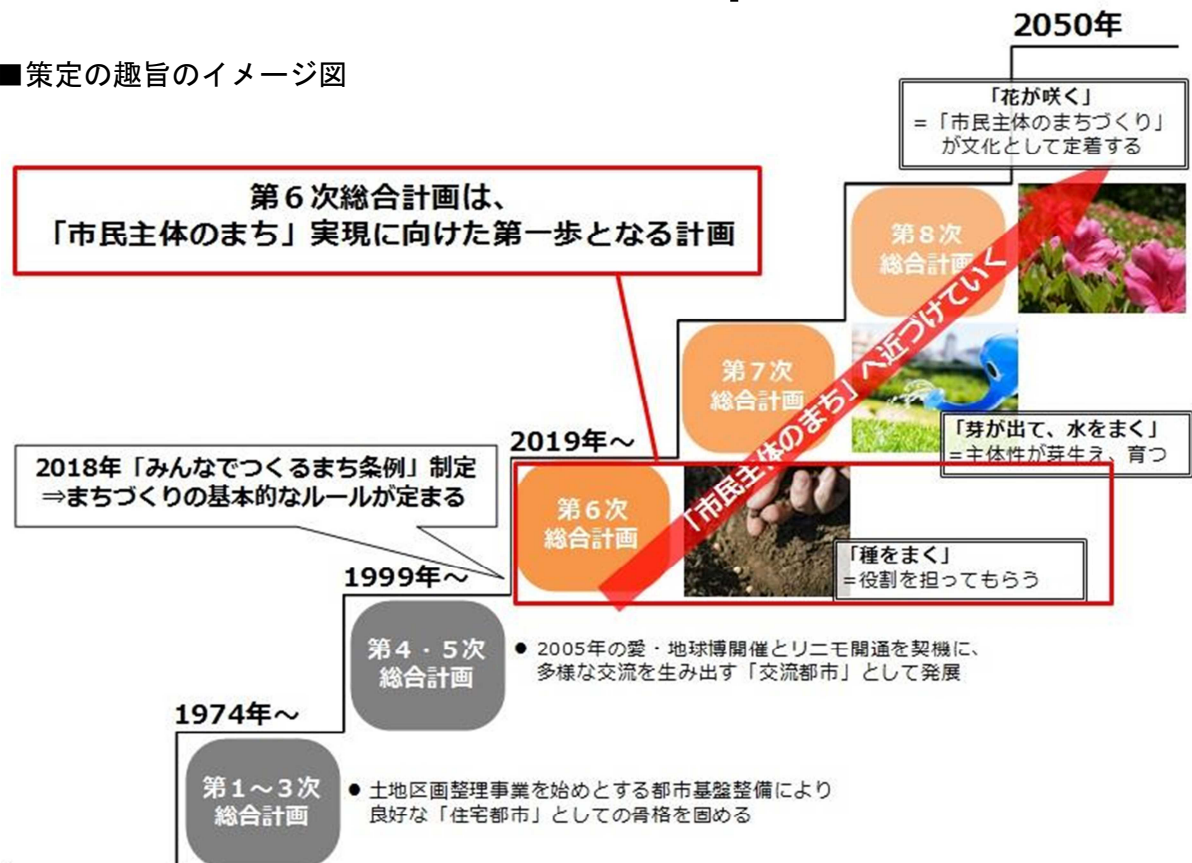 2050年
■策定の趣旨のイメージ図
「花が咲く」
＝「市民主体のまちづくり」
が文化として定着する
第６次総合計画は、
「市民主体のまち」実現に向けた第一歩となる計画
第８次
総合計画
第７次
総合計画
「市民主体のまち」へ近づけていく
「芽が出て、水をまく」
＝主体性が芽生え、育つ
2019年～
2018年「みんなでつくるまち条例」制定
⇒まちづくりの基本的なルールが定まる
第６次
総合計画
「種をまく」
＝役割を担ってもらう
1999年～
第４・５次
総合計画
● 2005年の愛・地球博開催とリニモ開通を契機に、
多様な交流を生み出す「交流都市」として発展
1974年～
第１～３次
総合計画
● 土地区画整理事業を始めとする都市基盤整備により
良好な「住宅都市」としての骨格を固める